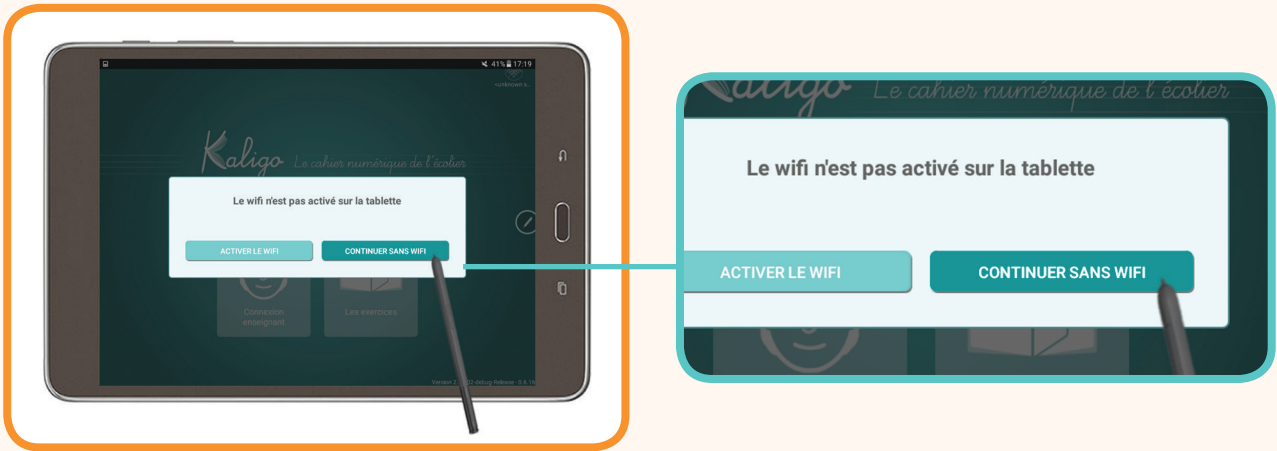 41% 17:19
<unknown s...
Kaligo Le cahier numérique de l'écolier
Le wifi n'est pas activé sur la tablette
ACTIVER LE WIFI CONTINUER SANS WIFI
Connexion
enseignant
Les exercices
Kaligo Le cahier numérique de l'écolier
Le wifi n'est pas activé sur la tablette
ACTIVER LE WIFI CONTINUER SANS WIFI